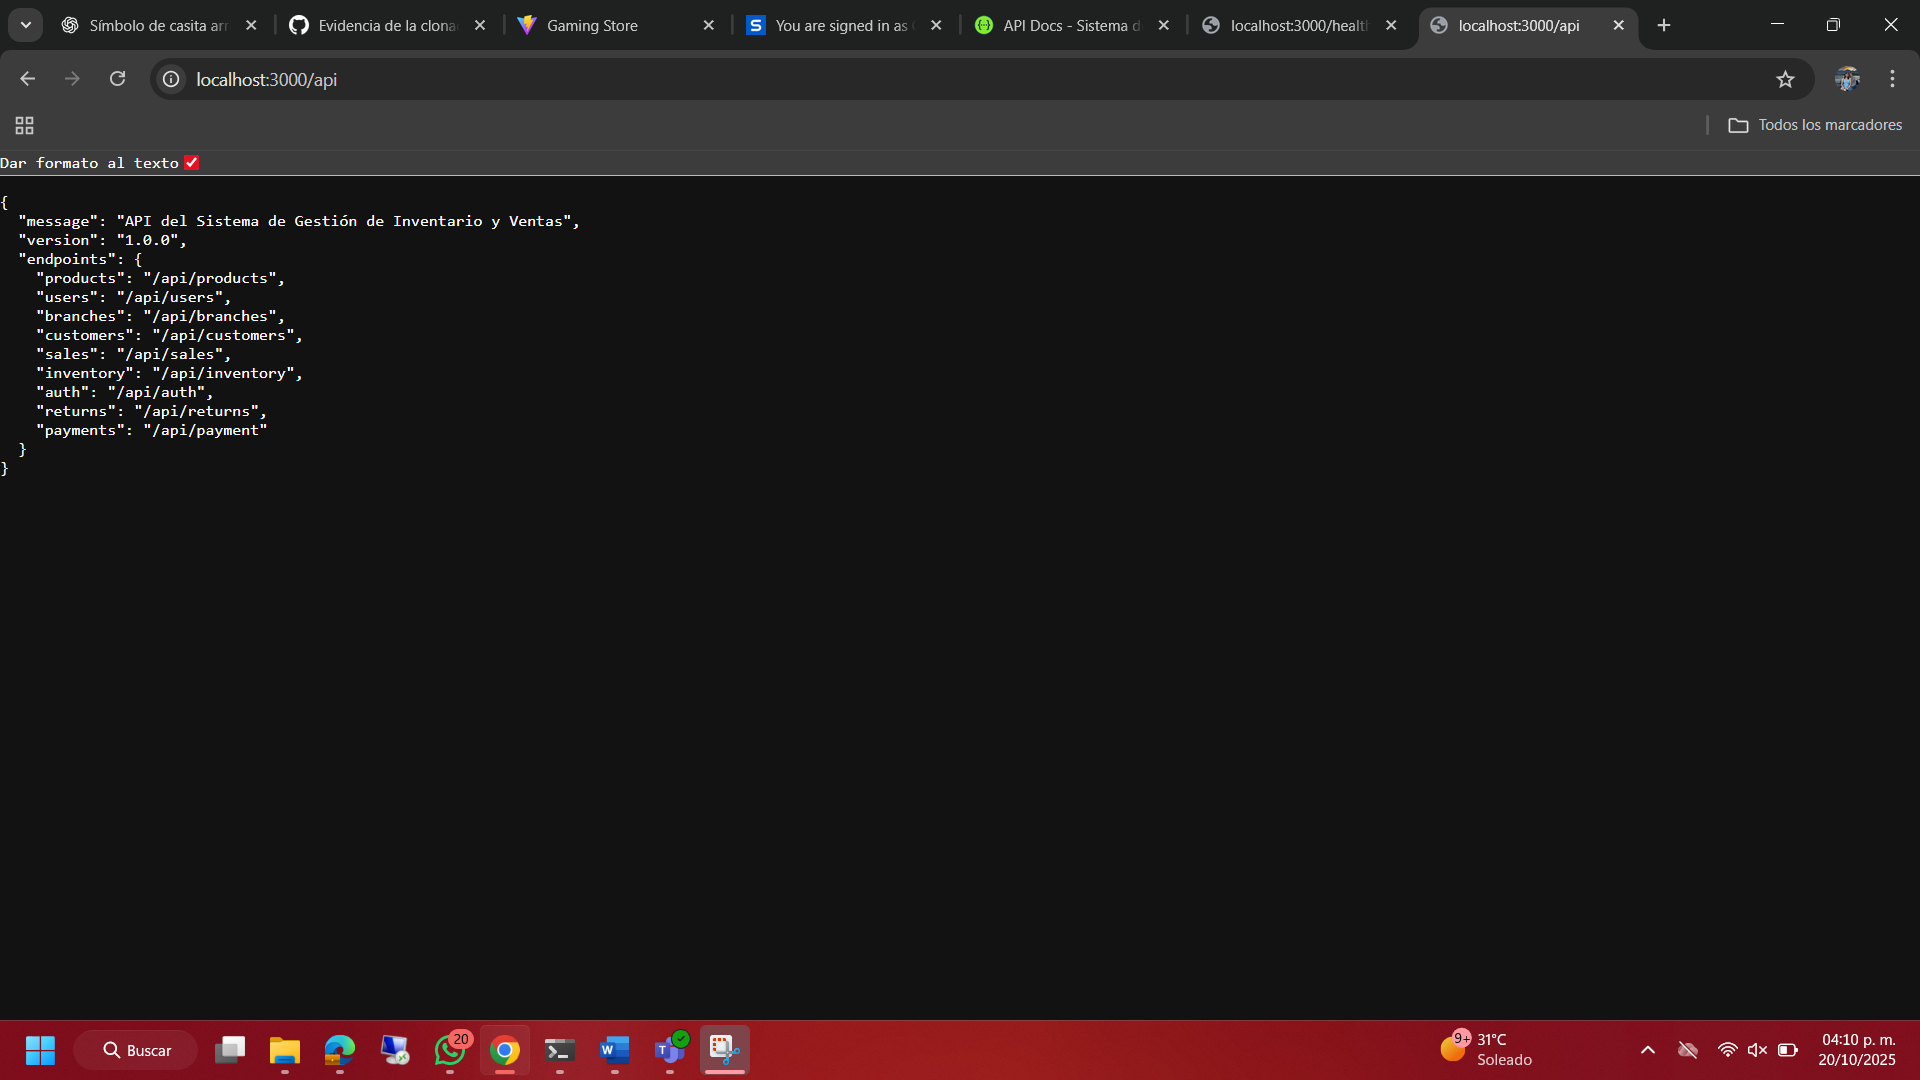 Símbolo de casita arr
Evidencia de la clona
Gaming Store
You are signed in as
API Docs - Sistema d
localhost:3000/healt
localhost:3000/api
localhost:3000/api
Todos los marcadores
Dar formato al texto
{
  "message": "API del Sistema de Gestión de Inventario y Ventas",
  "version": "1.0.0",
  "endpoints": {
    "products": "/api/products",
    "users": "/api/users",
    "branches": "/api/branches",
    "customers": "/api/customers",
    "sales": "/api/sales",
    "inventory": "/api/inventory",
    "auth": "/api/auth",
    "returns": "/api/returns",
    "payments": "/api/payment"
  }
}
Buscar
20
9+
31°C
Soleado
04:10 p. m.
20/10/2025